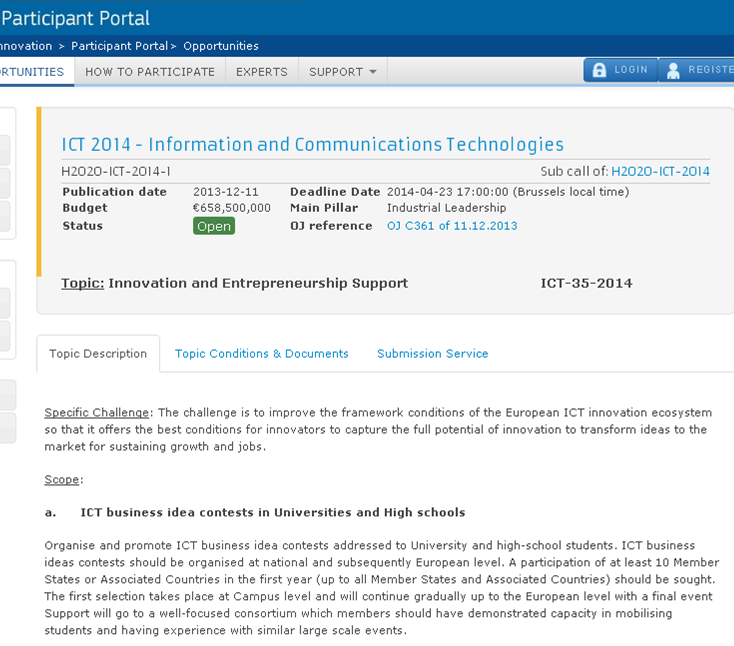 Participant Portal
nnovation > Participant Portal > Opportunities
ORTUNITIES HOW TO PARTICIPATE EXPERTS SUPPORT LOGIN REGISTE
ICT 2014 - Information and Communications Technologies
H2020-ICT-2014-1 Sub call of: H2020-ICT-2014
Publication date 2013-12-11 Deadline Date 2014-04-23 17:00:00 (Brussels local time)
Budget €658,500,000 Main Pillar Industrial Leadership
Status Open OJ reference OJ C361 of 11.12.2013
Topic: Innovation and Entrepreneurship Support ICT-35-2014
Topic Description Topic Conditions & Documents Submission Service
Specific Challenge: The challenge is to improve the framework conditions of the European ICT innovation ecosystem
so that it offers the best conditions for innovators to capture the full potential of innovation to transform ideas to the
market for sustaining growth and jobs.
Scope:
a. ICT business idea contests in Universities and High schools
Organise and promote ICT business idea contests addressed to University and high-school students. ICT business
ideas contests should be organised at national and subsequently European level. A participation of at least 10 Member
States or Associated Countries in the first year (up to all Member States and Associated Countries) should be sought.
The first selection takes place at Campus level and will continue gradually up to the European level with a final event
Support will go to a well-focused consortium which members should have demonstrated capacity in mobilising
students and having experience with similar large scale events.